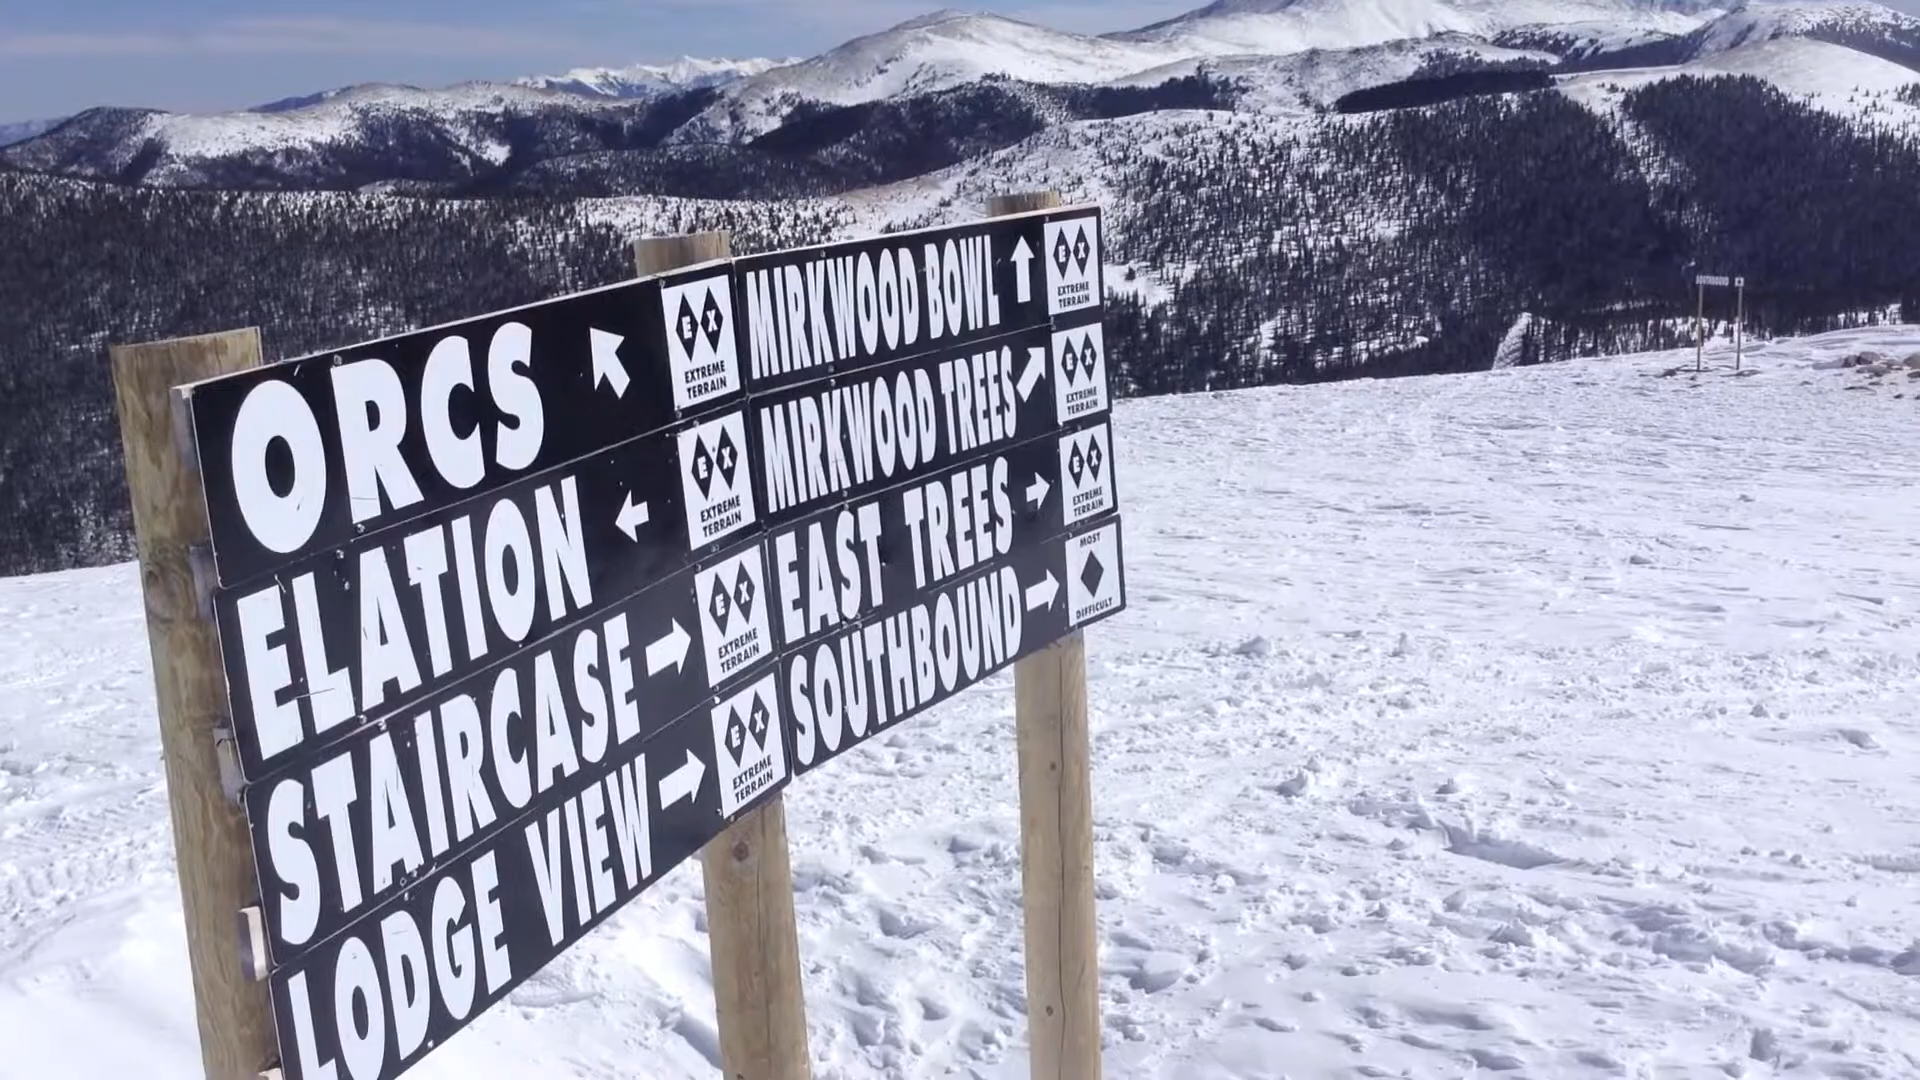 ORCS
EX
EXTREME
TERRAIN
ELATION
EX
EXTREME
TERRAIN
STAIRCASE
EX
EXTREME
TERRAIN
LODGE VIEW
EX
EXTREME
TERRAIN
MIRKWOOD BOWL
EX
EXTREME
TERRAIN
MIRKWOOD TREES
EX
EXTREME
TERRAIN
EAST TREES
EX
EXTREME
TERRAIN
SOUTHBOUND
MOST
DIFFICULT
SOUTHBOUND